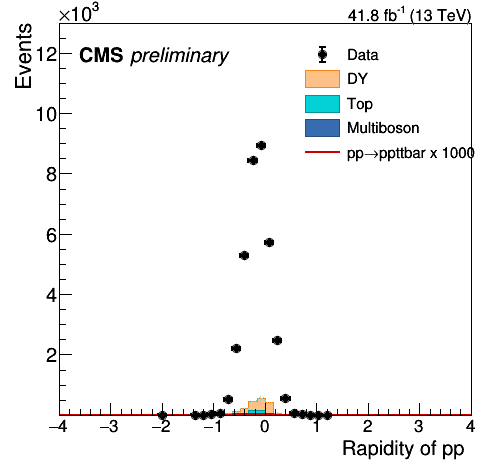 ×10³
41.8 fb⁻¹ (13 TeV)
Events
CMS preliminary
Data
DY
Top
Multiboson
pp→ppttbar x 1000
12
10
8
6
4
2
−4 −3 −2 −1 0 1 2 3 4
Rapidity of pp